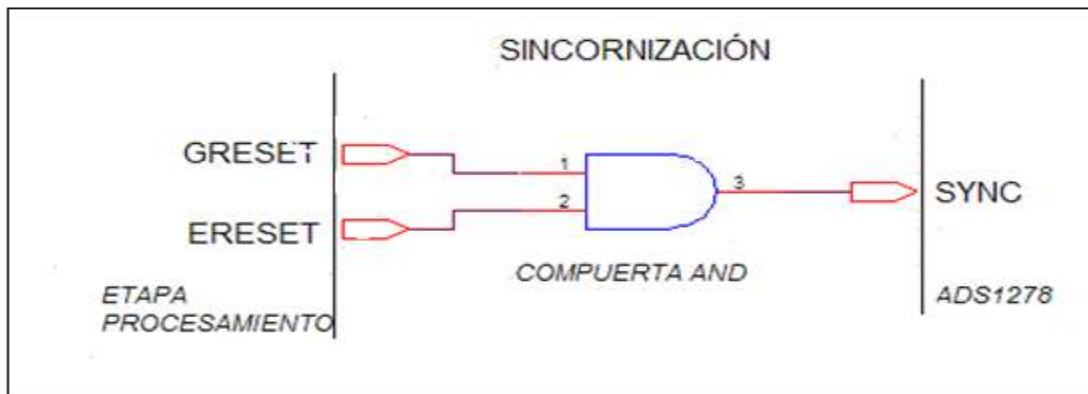 SINCORNIZACIÓN
GRESET
1
3
SYNC
2
ERESET
COMPUERTA AND
ETAPA
PROCESAMIENTO
ADS1278